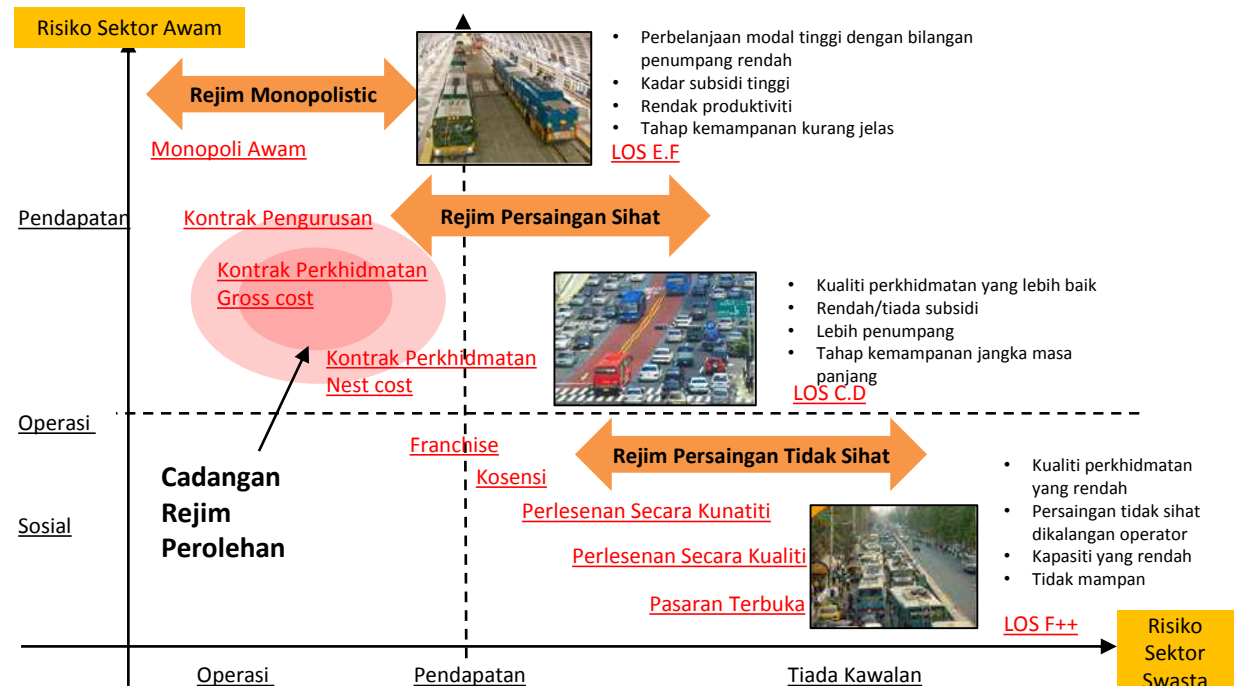 Risiko Sektor Awam
Rejim Monopolistic
Monopoli Awam
• Perbelanjaan modal tinggi dengan bilangan
penumpang rendah
• Kadar subsidi tinggi
• Rendak produktiviti
• Tahap kemampanan kurang jelas
LOS E.F
Pendapatan
Kontrak Pengurusan
Rejim Persaingan Sihat
Kontrak Perkhidmatan
Gross cost
• Kualiti perkhidmatan yang lebih baik
• Rendah/tiada subsidi
• Lebih penumpang
• Tahap kemampanan jangka masa
panjang
LOS C.D
Kontrak Perkhidmatan
Nest cost
Operasi
Franchise
Rejim Persaingan Tidak Sihat
Kosensi
Cadangan
Rejim
Perolehan
Sosial
Perlesenan Secara Kunatiti
Perlesenan Secara Kualiti
Pasaran Terbuka
• Kualiti perkhidmatan
yang rendah
• Persaingan tidak sihat
dikalangan operator
• Kapasiti yang rendah
• Tidak mampan
LOS F++
Risiko
Sektor
Swasta
Operasi
Pendapatan
Tiada Kawalan